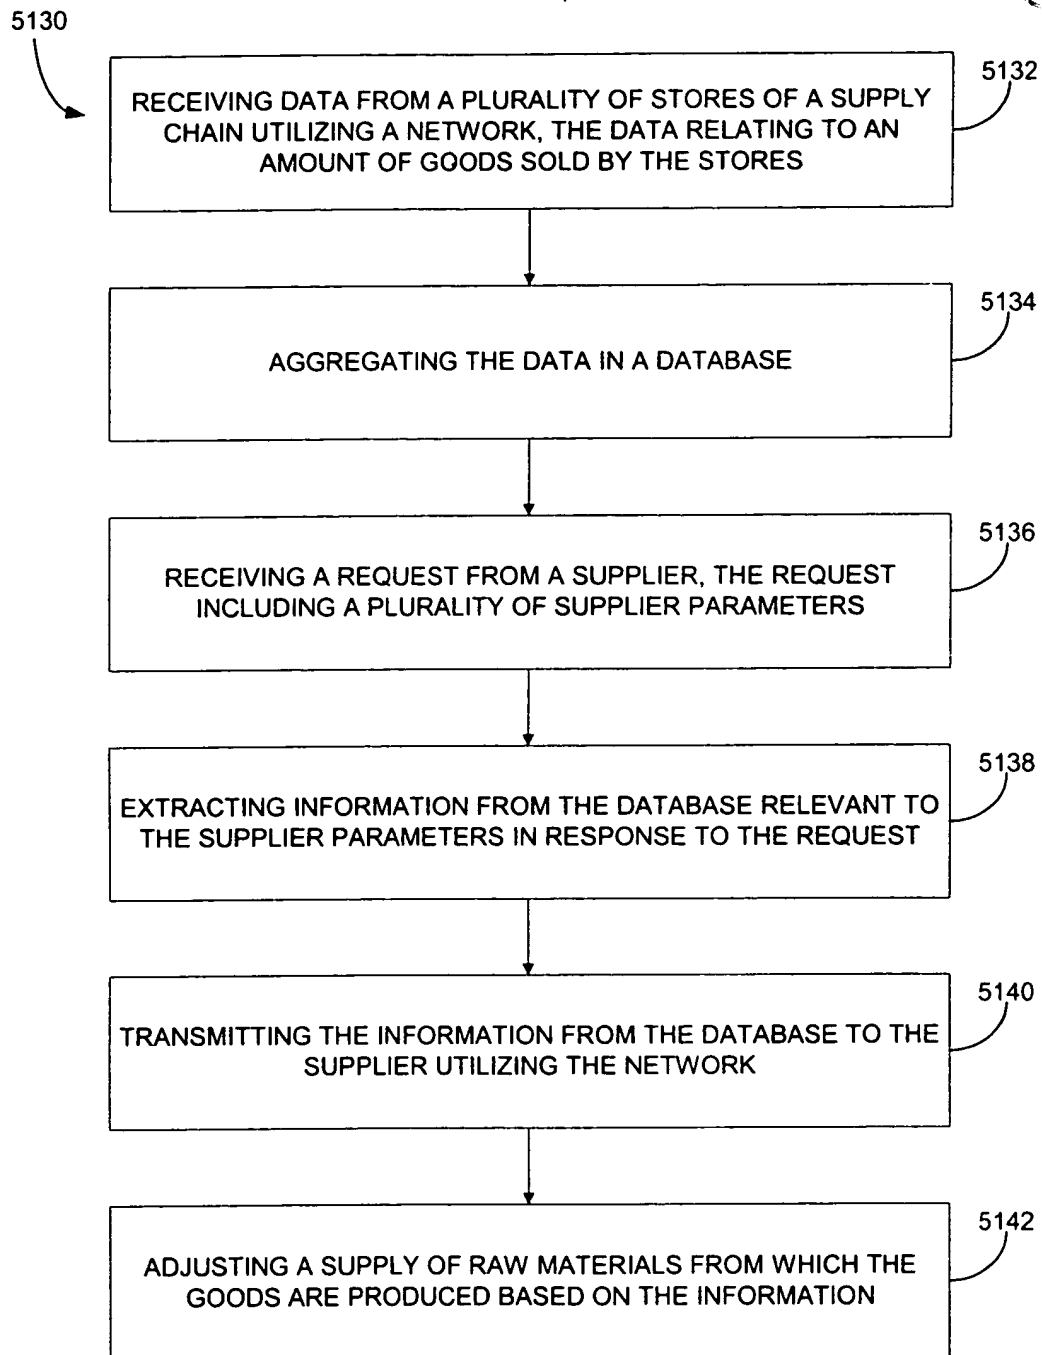 5130
5132
RECEIVING DATA FROM A PLURALITY OF STORES OF A SUPPLY
CHAIN UTILIZING A NETWORK, THE DATA RELATING TO AN
AMOUNT OF GOODS SOLD BY THE STORES
5134
AGGREGATING THE DATA IN A DATABASE
5136
RECEIVING A REQUEST FROM A SUPPLIER, THE REQUEST
INCLUDING A PLURALITY OF SUPPLIER PARAMETERS
5138
EXTRACTING INFORMATION FROM THE DATABASE RELEVANT TO
THE SUPPLIER PARAMETERS IN RESPONSE TO THE REQUEST
5140
TRANSMITTING THE INFORMATION FROM THE DATABASE TO THE
SUPPLIER UTILIZING THE NETWORK
5142
ADJUSTING A SUPPLY OF RAW MATERIALS FROM WHICH THE
GOODS ARE PRODUCED BASED ON THE INFORMATION